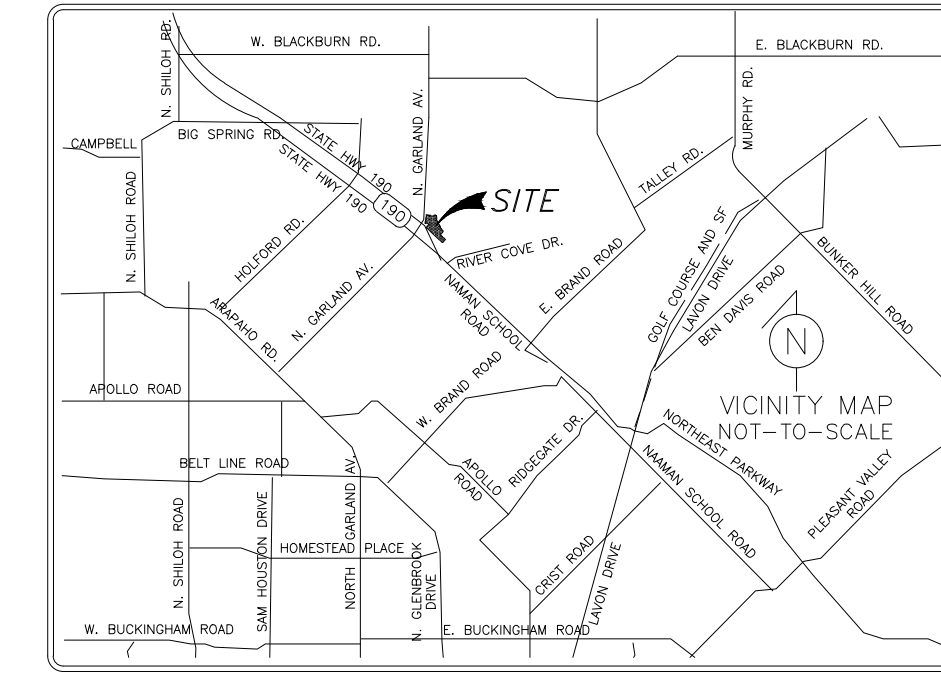 N. SHILOH RD.
W. BLACKBURN RD.
E. BLACKBURN RD.
MURPHY RD.
N. GARLAND AV.
CAMPBELL
BIG SPRING RD.
STATE HWY 190
STATE HWY 190
190
SITE
TALLEY RD.
N. SHILOH ROAD
HOLFORD RD.
N. GARLAND AV.
RIVER COVE DR.
E. BRAND ROAD
GOLF COURSE AND SF
LAVON DRIVE
BEN DAVIS ROAD
BUNKER HILL ROAD
NAMAN SCHOOL
ROAD
ARAPAHO RD.
N
APOLLO ROAD
W. BRAND ROAD
VICINITY MAP
NOT-TO-SCALE
NORTHEAST PARKWAY
RIDGEGATE DR.
APOLLO
ROAD
BELT LINE ROAD
NAAMAN SCHOOL ROAD
PLEASANT VALLEY
ROAD
N. SHILOH ROAD
SAM HOUSTON DRIVE
NORTH GARLAND AV.
HOMESTEAD PLACE
N. GLENBROOK
DRIVE
CRIST ROAD
LAVON DRIVE
W. BUCKINGHAM ROAD
E. BUCKINGHAM ROAD